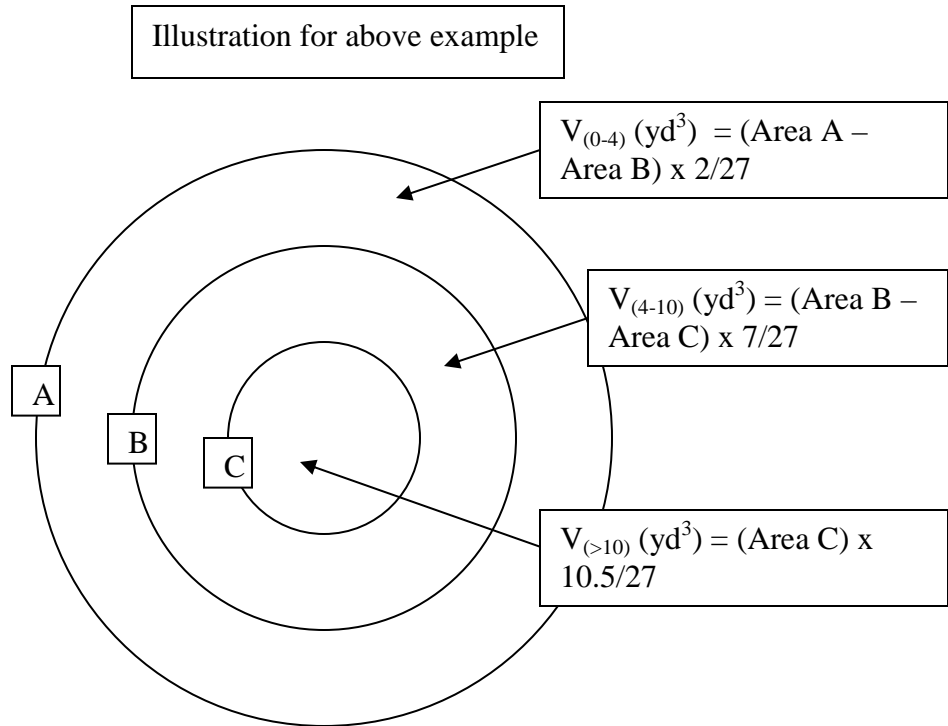 Illustration for above example
V(0-4) (yd³) = (Area A –
Area B) x 2/27
V(4-10) (yd³) = (Area B –
Area C) x 7/27
A
B
C
V(>10) (yd³) = (Area C) x
10.5/27